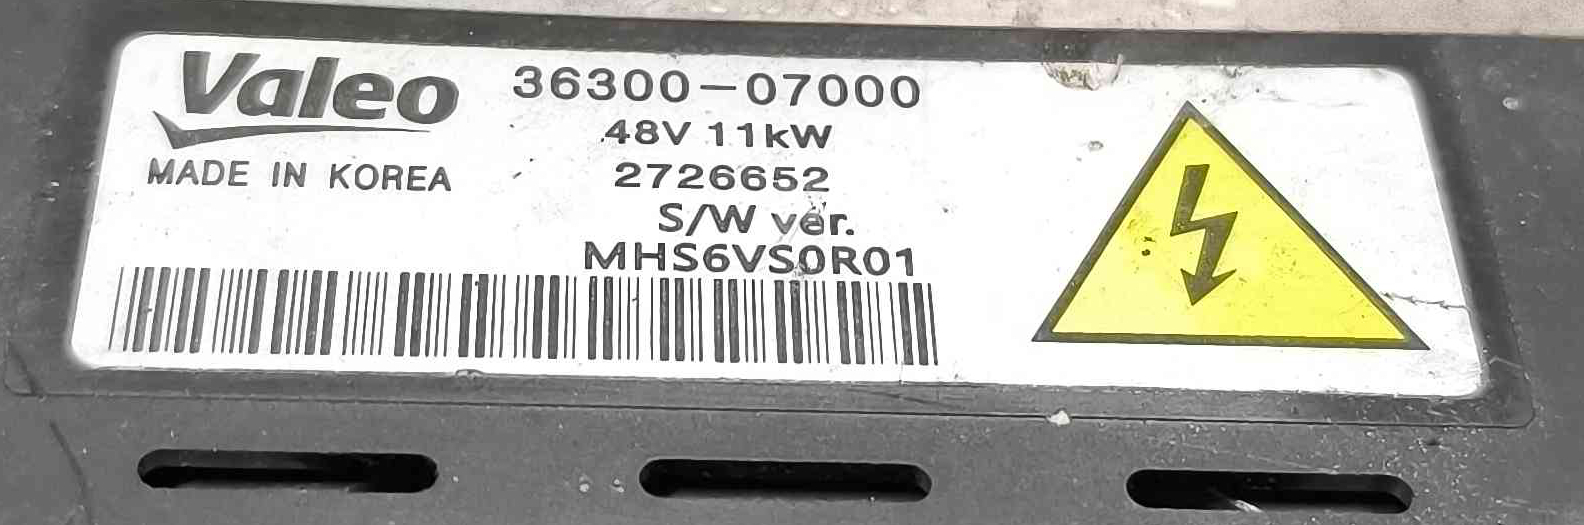 Valeo
MADE IN KOREA
36300-07000
48V 11kW
2726652
S/W ver.
MHS6VS0R01